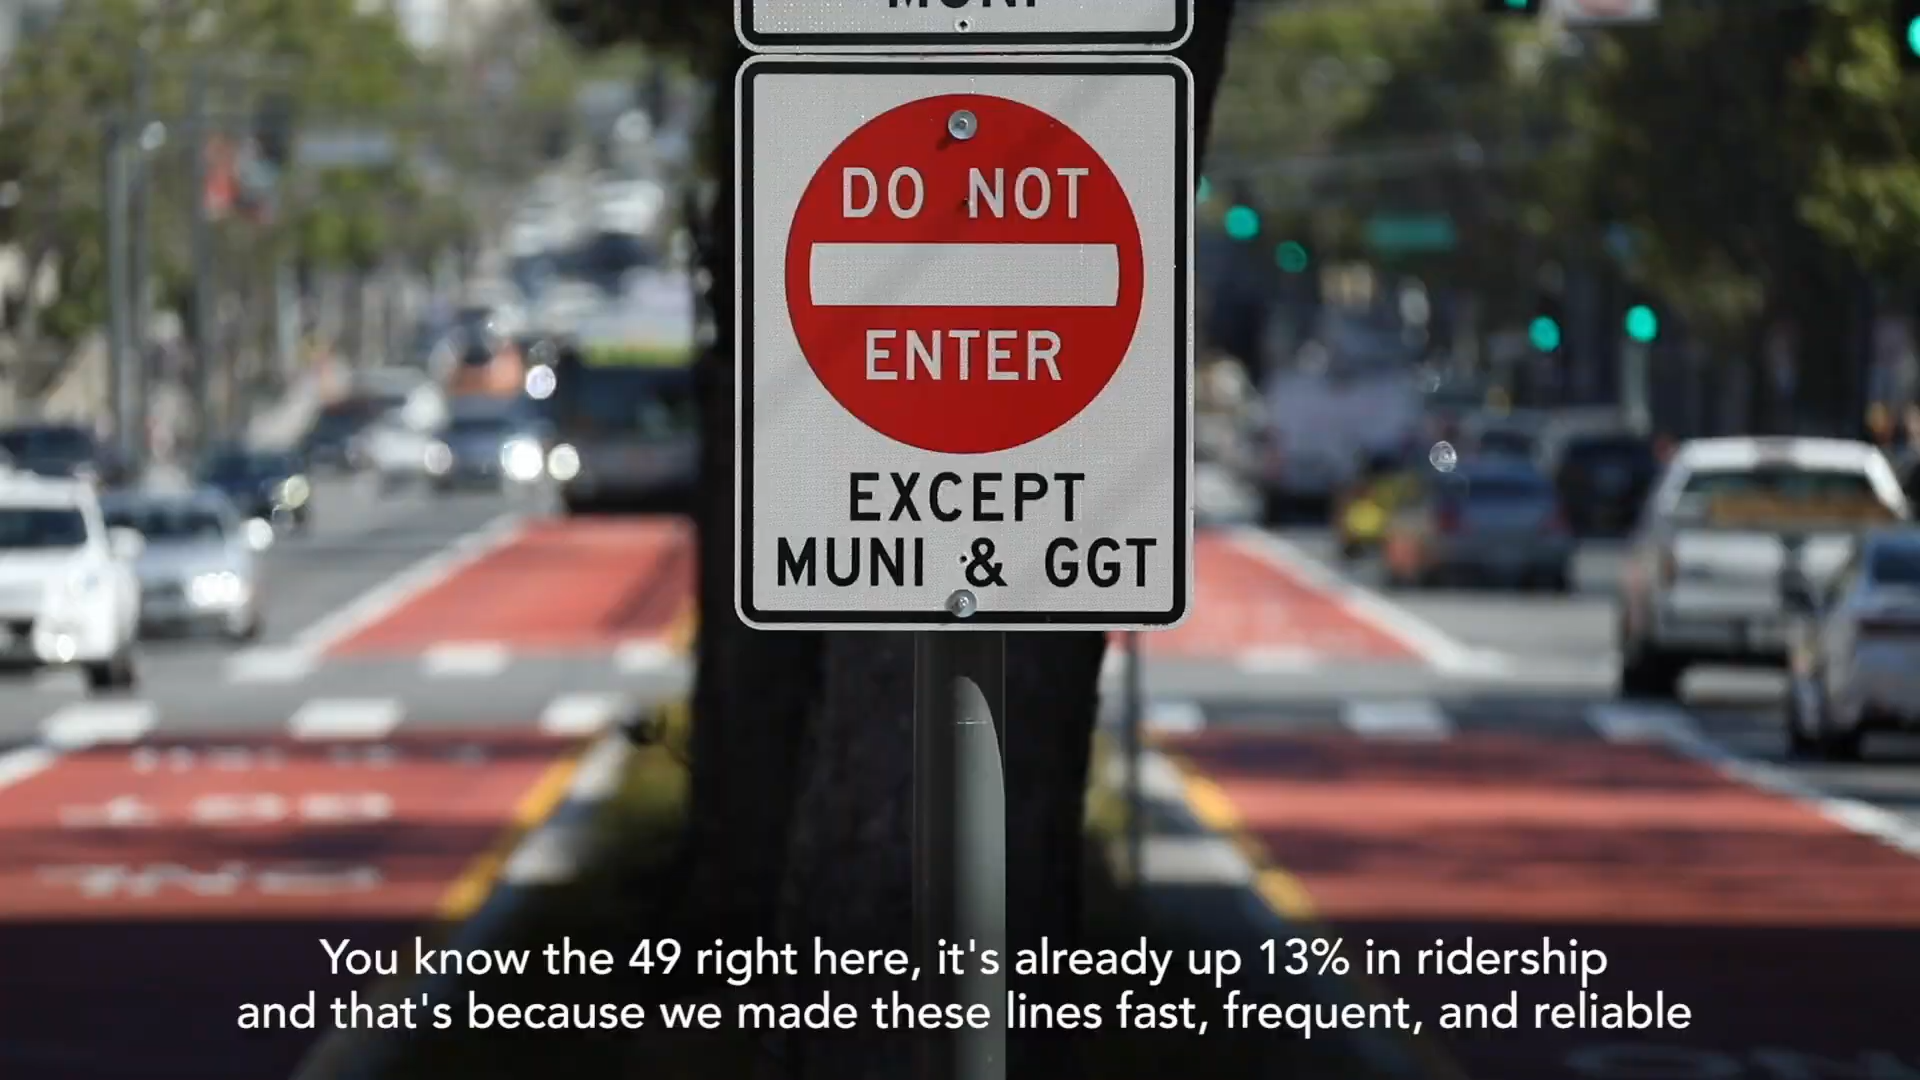 MUNI
DO NOT
ENTER
EXCEPT
MUNI & GGT
You know the 49 right here, it's already up 13% in ridership
and that's because we made these lines fast, frequent, and reliable